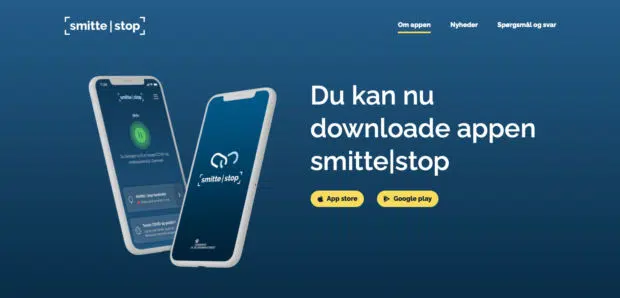 smitte|stop
Om appen
Nyheder
Spørgsmål og svar
smitte|stop
Du kan nu
downloade appen
smitte|stop
App store
Google play
smitte|stop